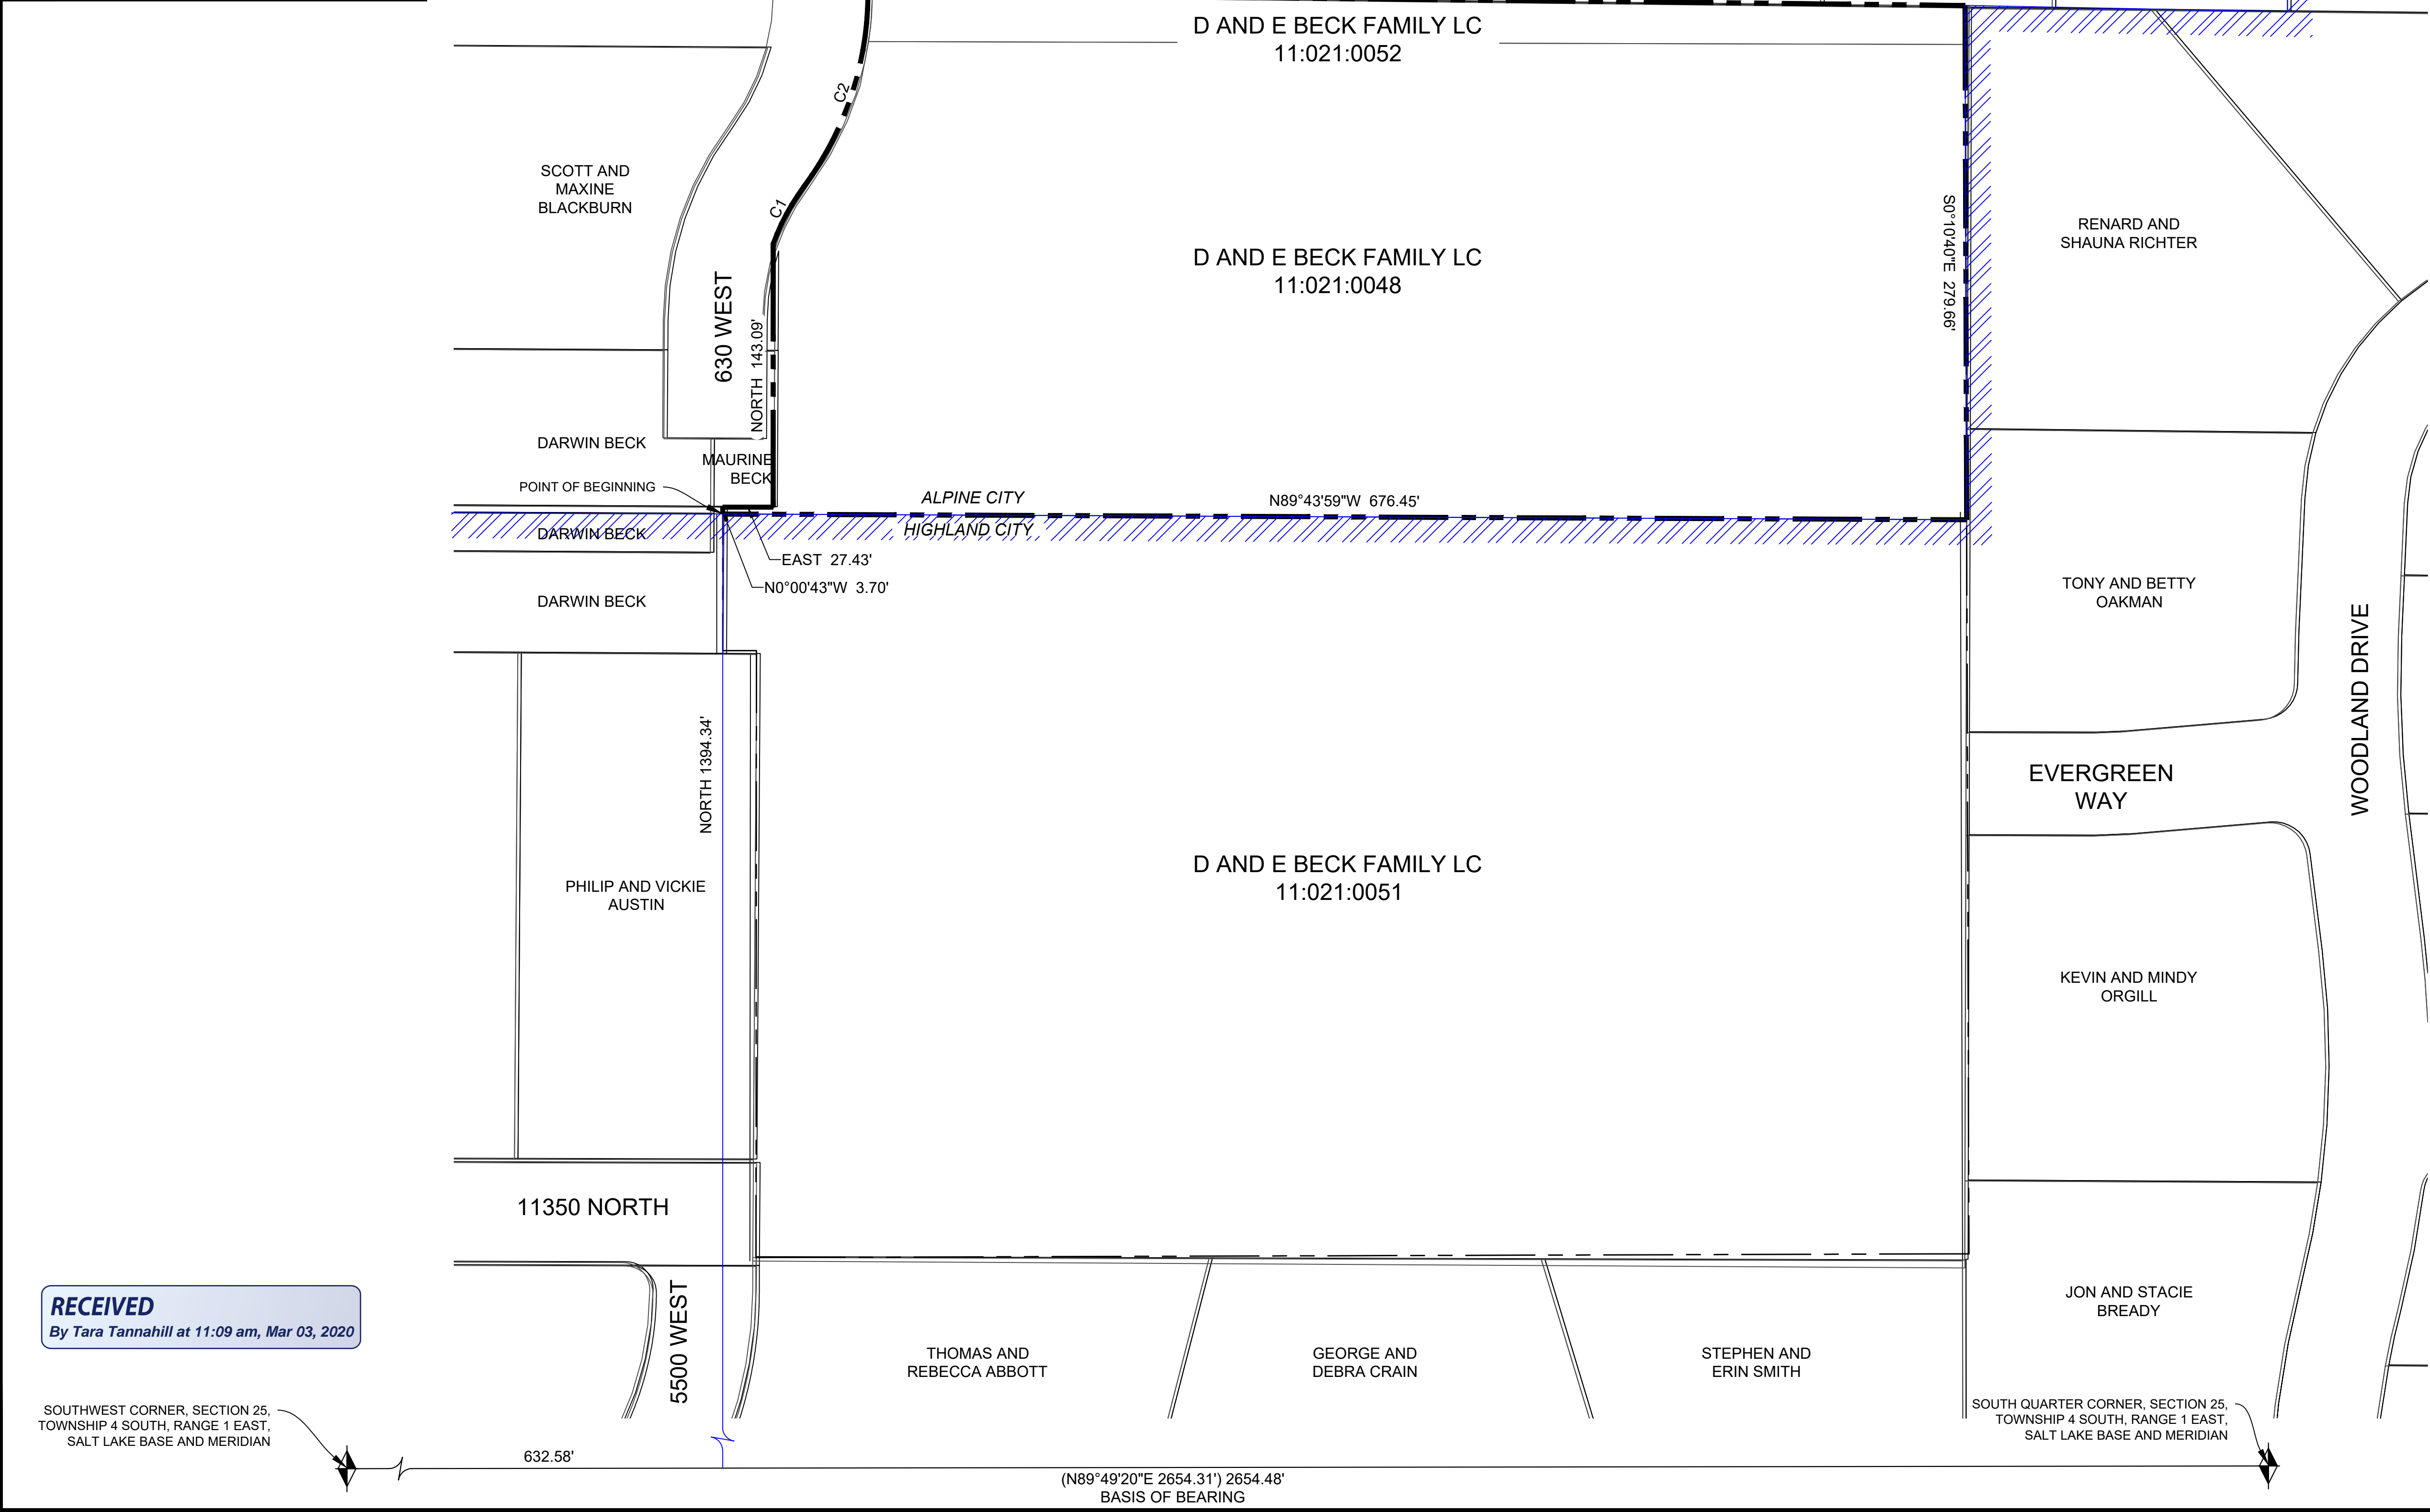 D AND E BECK FAMILY LC
11:021:0052
C2
SCOTT AND
MAXINE
BLACKBURN
C1
S0°10'40"E 279.66'
RENARD AND
SHAUNA RICHTER
D AND E BECK FAMILY LC
11:021:0048
630 WEST
NORTH 143.09'
DARWIN BECK
MAURINE
BECK
POINT OF BEGINNING
ALPINE CITY
N89°43'59"W 676.45'
DARWIN BECK
HIGHLAND CITY
EAST 27.43'
N0°00'43"W 3.70'
DARWIN BECK
TONY AND BETTY
OAKMAN
WOODLAND DRIVE
NORTH 1394.34'
EVERGREEN
WAY
D AND E BECK FAMILY LC
11:021:0051
PHILIP AND VICKIE
AUSTIN
KEVIN AND MINDY
ORGILL
11350 NORTH
RECEIVED
By Tara Tannahill at 11:09 am, Mar 03, 2020
5500 WEST
THOMAS AND
REBECCA ABBOTT
GEORGE AND
DEBRA CRAIN
STEPHEN AND
ERIN SMITH
JON AND STACIE
BREADY
SOUTHWEST CORNER, SECTION 25,
TOWNSHIP 4 SOUTH, RANGE 1 EAST,
SALT LAKE BASE AND MERIDIAN
SOUTH QUARTER CORNER, SECTION 25,
TOWNSHIP 4 SOUTH, RANGE 1 EAST,
SALT LAKE BASE AND MERIDIAN
632.58'
(N89°49'20"E 2654.31') 2654.48'
BASIS OF BEARING